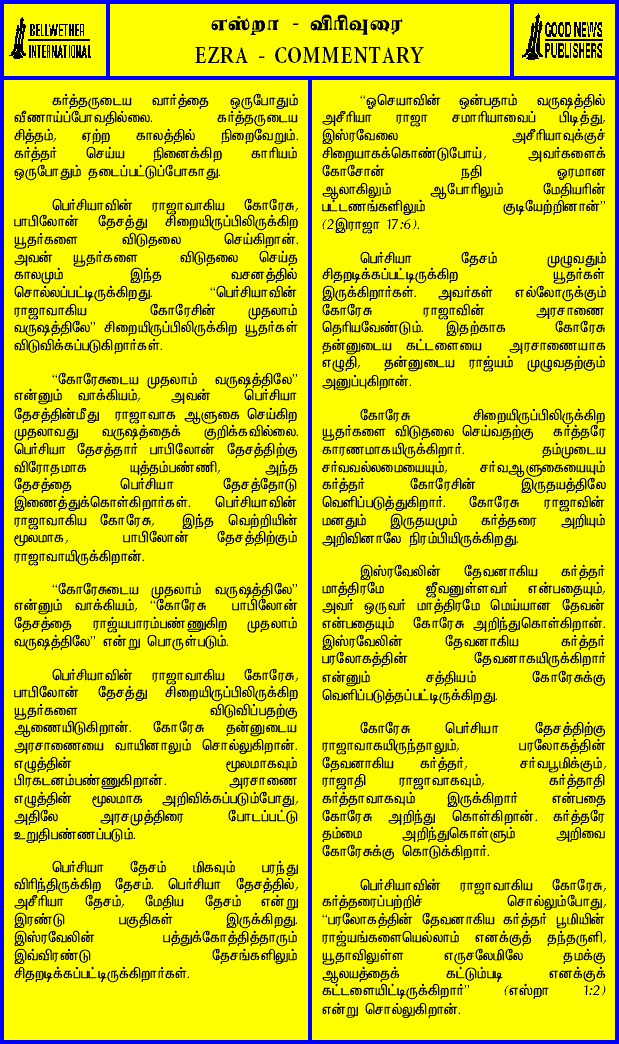 BELLWETHER
INTERNATIONAL
எஸ்றா - விரிவுரை
EZRA - COMMENTARY
GOOD NEWS
PUBLISHERS
கர்த்தருடைய வார்த்தை ஒருபோதும்
வீணாய்ப்போவதில்லை. கர்த்தருடைய
சித்தம், ஏற்ற காலத்தில் நிறைவேறும்.
கர்த்தர் செய்ய நினைக்கிற காரியம்
ஒருபோதும் தடைப்பட்டுப்போகாது.
பெர்சியாவின் ராஜாவாகிய கோரேசு,
பாபிலோன் தேசத்து சிறையிருப்பிலிருக்கிற
யூதர்களை விடுதலை செய்கிறான்.
அவன் யூதர்களை விடுதலை செய்த
காலமும் இந்த வசனத்தில்
சொல்லப்பட்டிருக்கிறது. “பெர்சியாவின்
ராஜாவாகிய கோரேசின் முதலாம்
வருஷத்திலே” சிறையிருப்பிலிருக்கிற யூதர்கள்
விடுவிக்கப்படுகிறார்கள்.
“கோரேசுடைய முதலாம் வருஷத்திலே”
என்னும் வாக்கியம், அவன் பெர்சியா
தேசத்தின்மீது ராஜாவாக ஆளுகை செய்கிற
முதலாவது வருஷத்தைக் குறிக்கவில்லை.
பெர்சியா தேசத்தார் பாபிலோன் தேசத்திற்கு
விரோதமாக யுத்தம்பண்ணி, அந்த
தேசத்தை பெர்சியா தேசத்தோடு
இணைத்துக்கொள்கிறார்கள். பெர்சியாவின்
ராஜாவாகிய கோரேசு, இந்த வெற்றியின்
மூலமாக, பாபிலோன் தேசத்திற்கும்
ராஜாவாயிருக்கிறான்.
“கோரேசுடைய முதலாம் வருஷத்திலே”
என்னும் வாக்கியம், “கோரேசு பாபிலோன்
தேசத்தை ராஜ்யபாரம்பண்ணுகிற முதலாம்
வருஷத்திலே” என்று பொருள்படும்.
பெர்சியாவின் ராஜாவாகிய கோரேசு,
பாபிலோன் தேசத்து சிறையிருப்பிலிருக்கிற
யூதர்களை விடுவிப்பதற்கு
ஆணையிடுகிறான். கோரேசு தன்னுடைய
அரசாணையை வாயினாலும் சொல்லுகிறான்.
எழுத்தின் மூலமாகவும்
பிரகடனம்பண்ணுகிறான். அரசாணை
எழுத்தின் மூலமாக அறிவிக்கப்படும்போது,
அதிலே அரசமுத்திரை போடப்பட்டு
உறுதிபண்ணப்படும்.
பெர்சியா தேசம் மிகவும் பரந்து
விரிந்திருக்கிற தேசம். பெர்சியா தேசத்தில்,
அசீரியா தேசம், மேதிய தேசம் என்று
இரண்டு பகுதிகள் இருக்கிறது.
இஸ்ரவேலின் பத்துக்கோத்தித்தாரும்
இவ்விரண்டு தேசங்களிலும்
சிதறடிக்கப்பட்டிருக்கிறார்கள்.
“ஓசெயாவின் ஒன்பதாம் வருஷத்தில்
அசீரியா ராஜா சமாரியாவைப் பிடித்து,
இஸ்ரவேலை அசீரியாவுக்குச்
சிறையாகக்கொண்டுபோய், அவர்களைக்
கோசோன் நதி ஓரமான
ஆலாகிலும் ஆபோரிலும் மேதியரின்
பட்டணங்களிலும் குடியேற்றினான்”
(2இராஜா 17:6).
பெர்சியா தேசம் முழுவதும்
சிதறடிக்கப்பட்டிருக்கிற யூதர்கள்
இருக்கிறார்கள். அவர்கள் எல்லோருக்கும்
கோரேசு ராஜாவின் அரசாணை
தெரியவேண்டும். இதற்காக கோரேசு
தன்னுடைய கட்டளையை அரசாணையாக
எழுதி, தன்னுடைய ராஜ்யம் முழுவதற்கும்
அனுப்புகிறான்.
கோரேசு சிறையிருப்பிலிருக்கிற
யூதர்களை விடுதலை செய்வதற்கு கர்த்தரே
காரணமாகயிருக்கிறார். தம்முடைய
சர்வவல்லமையையும், சர்வஆளுகையையும்
கர்த்தர் கோரேசின் இருதயத்திலே
வெளிப்படுத்துகிறார். கோரேசு ராஜாவின்
மனதும் இருதயமும் கர்த்தரை அறியும்
அறிவினாலே நிரம்பியிருக்கிறது.
இஸ்ரவேலின் தேவனாகிய கர்த்தர்
மாத்திரமே ஜீவனுள்ளவர் என்பதையும்,
அவர் ஒருவர் மாத்திரமே மெய்யான தேவன்
என்பதையும் கோரேசு அறிந்துகொள்கிறான்.
இஸ்ரவேலின் தேவனாகிய கர்த்தர்
பரலோகத்தின் தேவனாகயிருக்கிறார்
என்னும் சத்தியம் கோரேசுக்கு
வெளிப்படுத்தப்பட்டிருக்கிறது.
கோரேசு பெர்சியா தேசத்திற்கு
ராஜாவாகயிருந்தாலும், பரலோகத்தின்
தேவனாகிய கர்த்தர், சர்வபூமிக்கும்,
ராஜாதி ராஜாவாகவும், கர்த்தாதி
கர்த்தாவாகவும் இருக்கிறார் என்பதை
கோரேசு அறிந்து கொள்கிறான். கர்த்தரே
தம்மை அறிந்துகொள்ளும் அறிவை
கோரேசுக்கு கொடுக்கிறார்.
பெர்சியாவின் ராஜாவாகிய கோரேசு,
கர்த்தரைப்பற்றிச் சொல்லும்போது,
“பரலோகத்தின் தேவனாகிய கர்த்தர் பூமியின்
ராஜ்யங்களையெல்லாம் எனக்குத் தந்தருளி,
யூதாவிலுள்ள எருசலேமிலே தமக்கு
ஆலயத்தைக் கட்டும்படி எனக்குக்
கட்டளையிட்டிருக்கிறார்” (எஸ்றா 1:2)
என்று சொல்லுகிறான்.